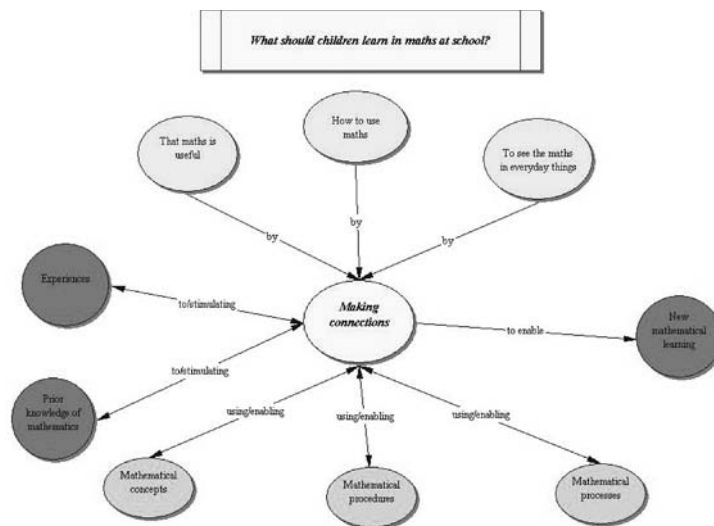 What should children learn in maths at school?
How to use
maths
That maths is
useful
To see the maths
in everyday things
by
by
by
Experiences
to/stimulating
Making
connections
to enable
New
mathematical
learning
to/stimulating
Prior
knowledge of
mathematics
using/enabling
using/enabling
using/enabling
Mathematical
concepts
Mathematical
procedures
Mathematical
processes